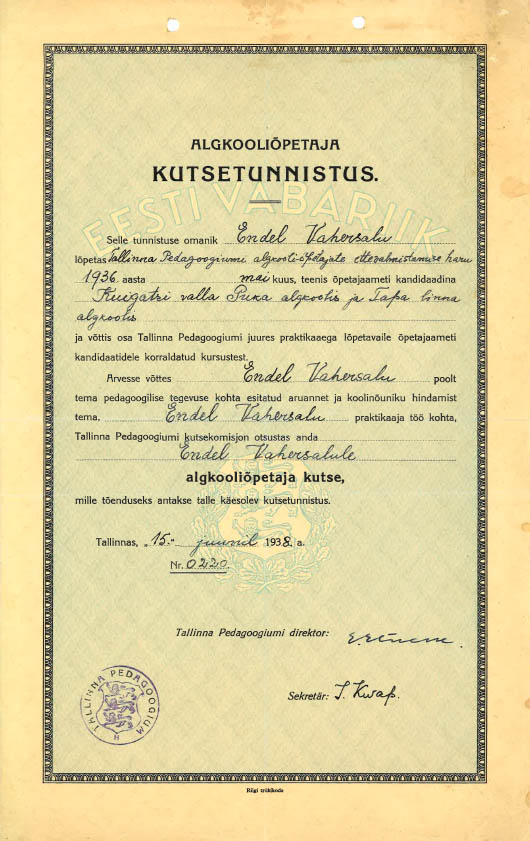 ALGKOOLIÕPETAJA
KUTSETUNNISTUS.
EESTI VABARIIK
Selle tunnistuse omanik Endel Vahersalu
lõpetas Tallinna Pedagoogiumi algkooli-õpetajate ettevalmistamise haru
1936 aasta mai kuus, teenis õpetajaameti kandidaadina
Kuigatsi valla Puka algkoolis ja Tapa linna
algkoolis
ja võttis osa Tallinna Pedagoogiumi juures praktikaaega lõpetavaile õpetajaameti
kandidaatidele korraldatud kursustest.
Arvesse võttes Endel Vahersalu poolt
tema pedagoogilise tegevuse kohta esitatud aruannet ja koolinõuniku hindamist
tema, Endel Vahersalu praktikaaja töö kohta,
Tallinna Pedagoogiumi kutsekomisjon otsustas anda
Endel Vahersalule
algkooliõpetaja kutse,
mille tõenduseks antakse talle käesolev kutsetunnistus.
Tallinnas, „15.“ juunil 1938. a.
Nr. 0220.
Tallinna Pedagoogiumi direktor:
TALLINNA PEDAGOOGIUM
Sekretär:
Riigi trükikoda